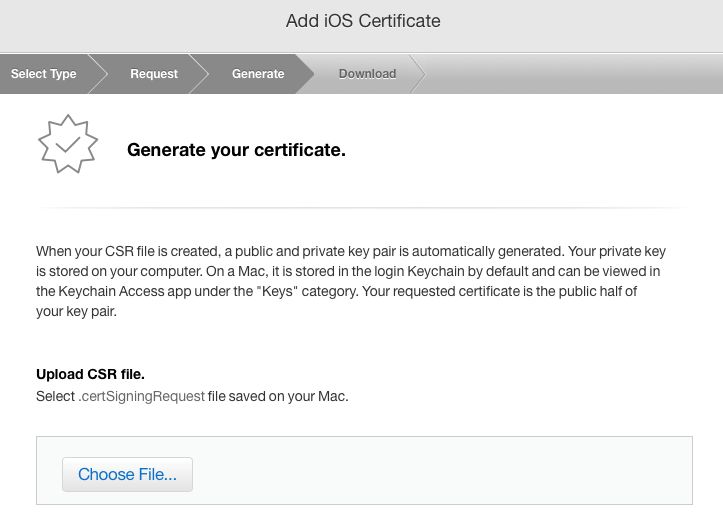 Add iOS Certificate
Select Type
Request
Generate
Download
Generate your certificate.
When your CSR file is created, a public and private key pair is automatically generated. Your private key
is stored on your computer. On a Mac, it is stored in the login Keychain by default and can be viewed in
the Keychain Access app under the "Keys" category. Your requested certificate is the public half of
your key pair.
Upload CSR file.
Select .certSigningRequest file saved on your Mac.
Choose File...